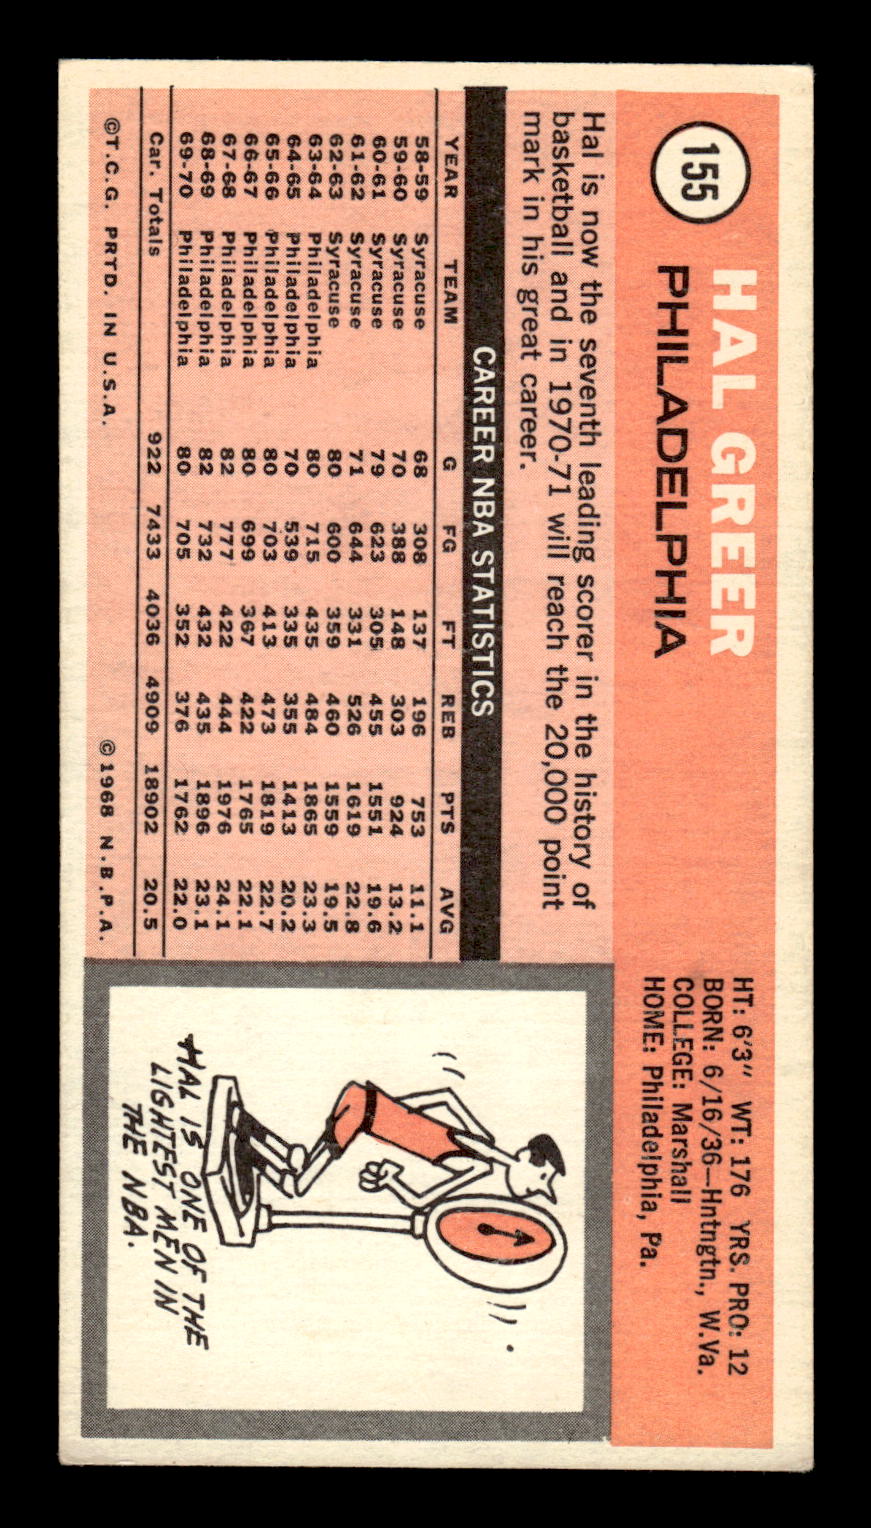 155
HAL GREER
PHILADELPHIA
HT: 6'3" WT: 176 YRS. PRO: 12
BORN: 6/16/36—Hntngtn., W.Va.
COLLEGE: Marshall
HOME: Philadelphia, Pa.
Hal is now the seventh leading scorer in the history of
basketball and in 1970-71 will reach the 20,000 point
mark in his great career.
CAREER NBA STATISTICS
YEAR TEAM G FG FT REB PTS AVG
58-59 Syracuse 68 308 137 196 753 11.1
59-60 Syracuse 70 388 148 303 924 13.2
60-61 Syracuse 79 623 305 455 1551 19.6
61-62 Syracuse 71 644 331 526 1619 22.8
62-63 Syracuse 80 600 359 460 1559 19.5
63-64 Philadelphia 80 715 435 484 1865 23.3
64-65 Philadelphia 70 539 335 355 1413 20.2
65-66 Philadelphia 80 703 413 473 1819 22.7
66-67 Philadelphia 80 699 367 422 1765 22.1
67-68 Philadelphia 82 777 422 444 1976 24.1
68-69 Philadelphia 82 732 432 435 1896 23.1
69-70 Philadelphia 80 705 352 376 1762 22.0
Car. Totals 922 7433 4036 4909 18902 20.5
©T.C.G. PRTD. IN U.S.A. ©1968 N.B.P.A.
HAL IS ONE OF THE
LIGHTEST MEN IN
THE NBA.